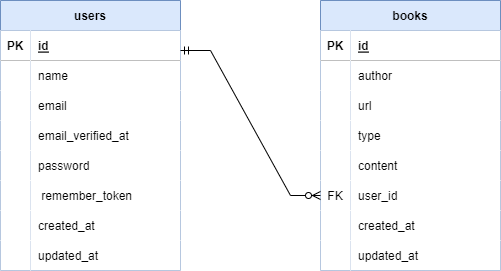 users
PK id
name
email
email_verified_at
password
remember_token
created_at
updated_at
books
PK id
author
url
type
content
FK user_id
created_at
updated_at